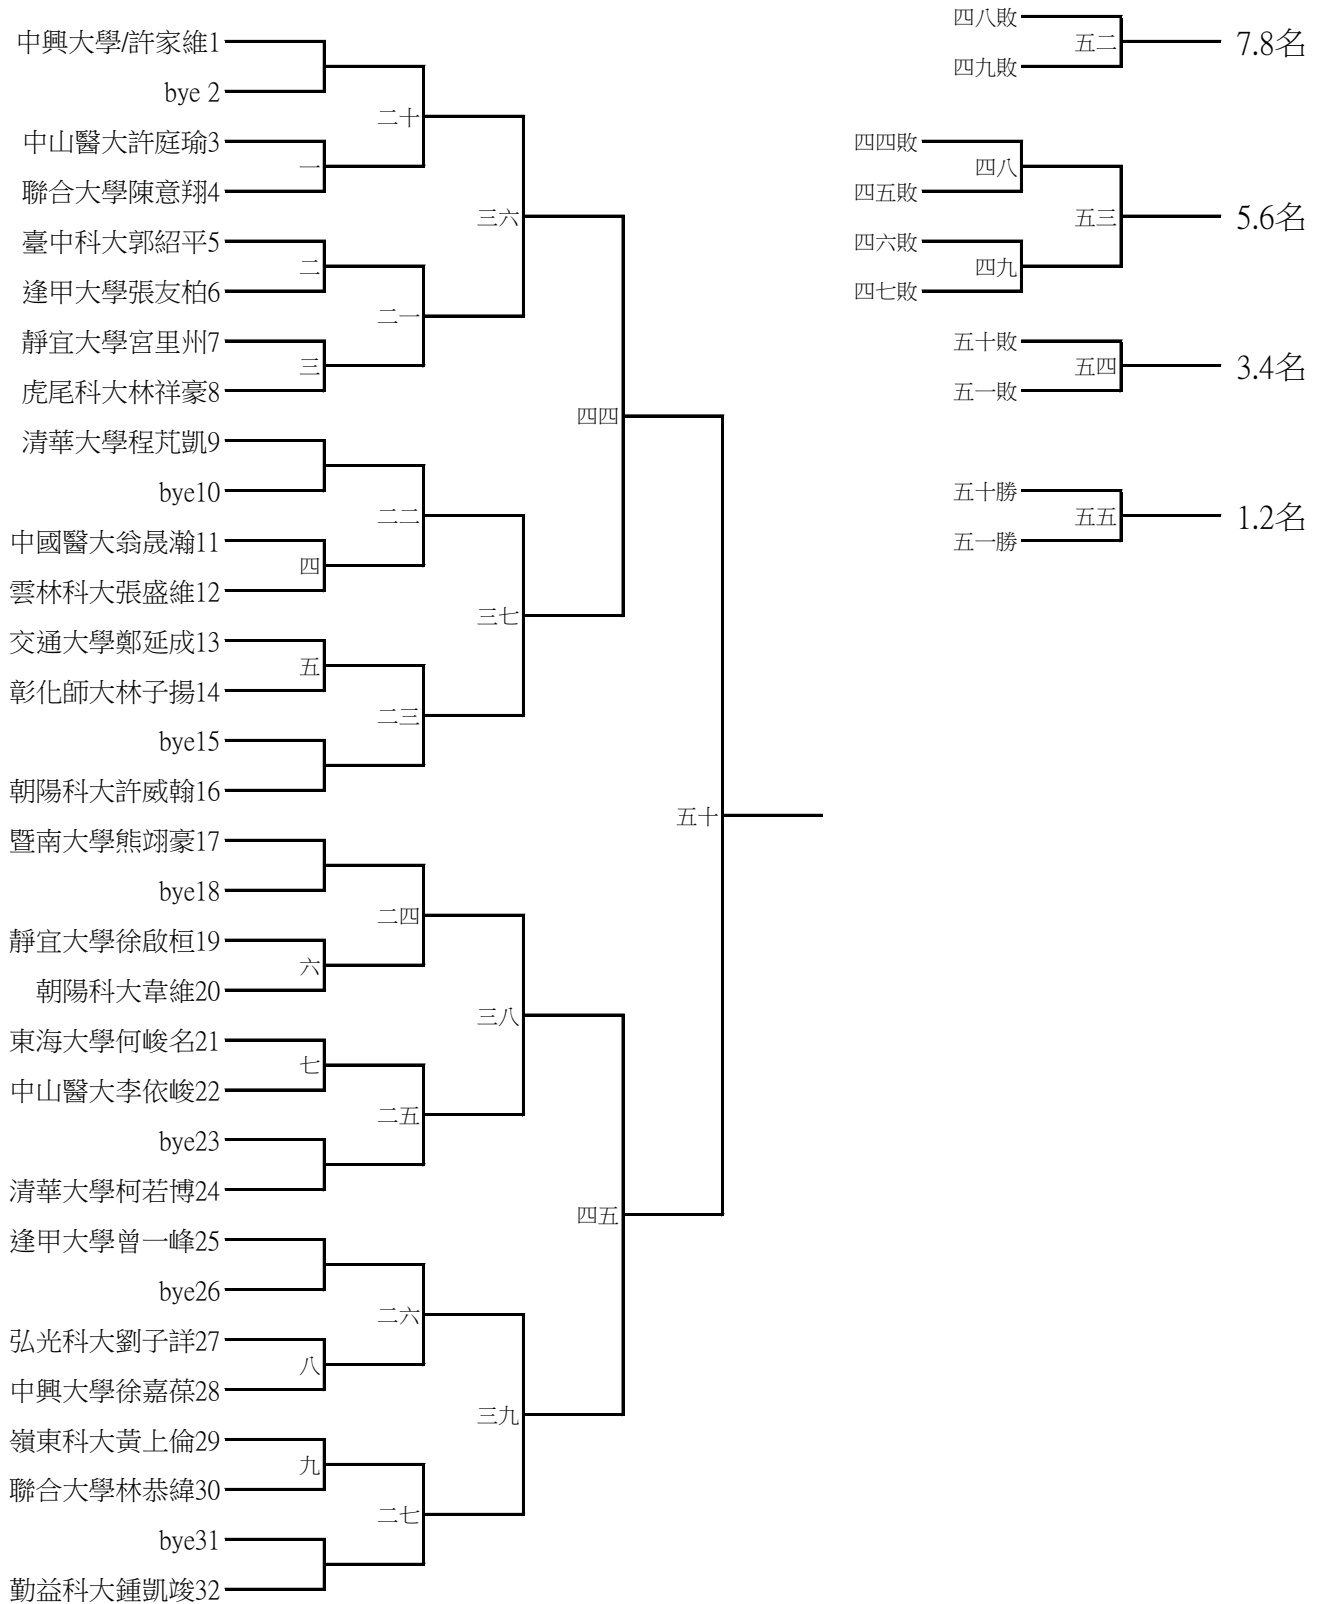 中興大學/許家維1
bye 2
中山醫大許庭瑜3
聯合大學陳意翔4
臺中科大郭紹平5
逢甲大學張友柏6
靜宜大學宮里州7
虎尾科大林祥豪8
清華大學程芃凱9
bye10
中國醫大翁晟瀚11
雲林科大張盛維12
交通大學鄭延成13
彰化師大林子揚14
bye15
朝陽科大許威翰16
暨南大學熊翊豪17
bye18
靜宜大學徐啟桓19
朝陽科大韋維20
東海大學何峻名21
中山醫大李依峻22
bye23
清華大學柯若博24
逢甲大學曾一峰25
bye26
弘光科大劉子詳27
中興大學徐嘉葆28
嶺東科大黃上倫29
聯合大學林恭緯30
bye31
勤益科大鍾凱竣32
一
二
三
四
五
六
七
八
九
二十
二一
二二
二三
二四
二五
二六
二七
三六
三七
三八
三九
四四
四五
五十
四八敗
四九敗
五二
7.8名
四四敗
四五敗
四八
四六敗
四七敗
四九
五三
5.6名
五十敗
五一敗
五四
3.4名
五十勝
五一勝
五五
1.2名